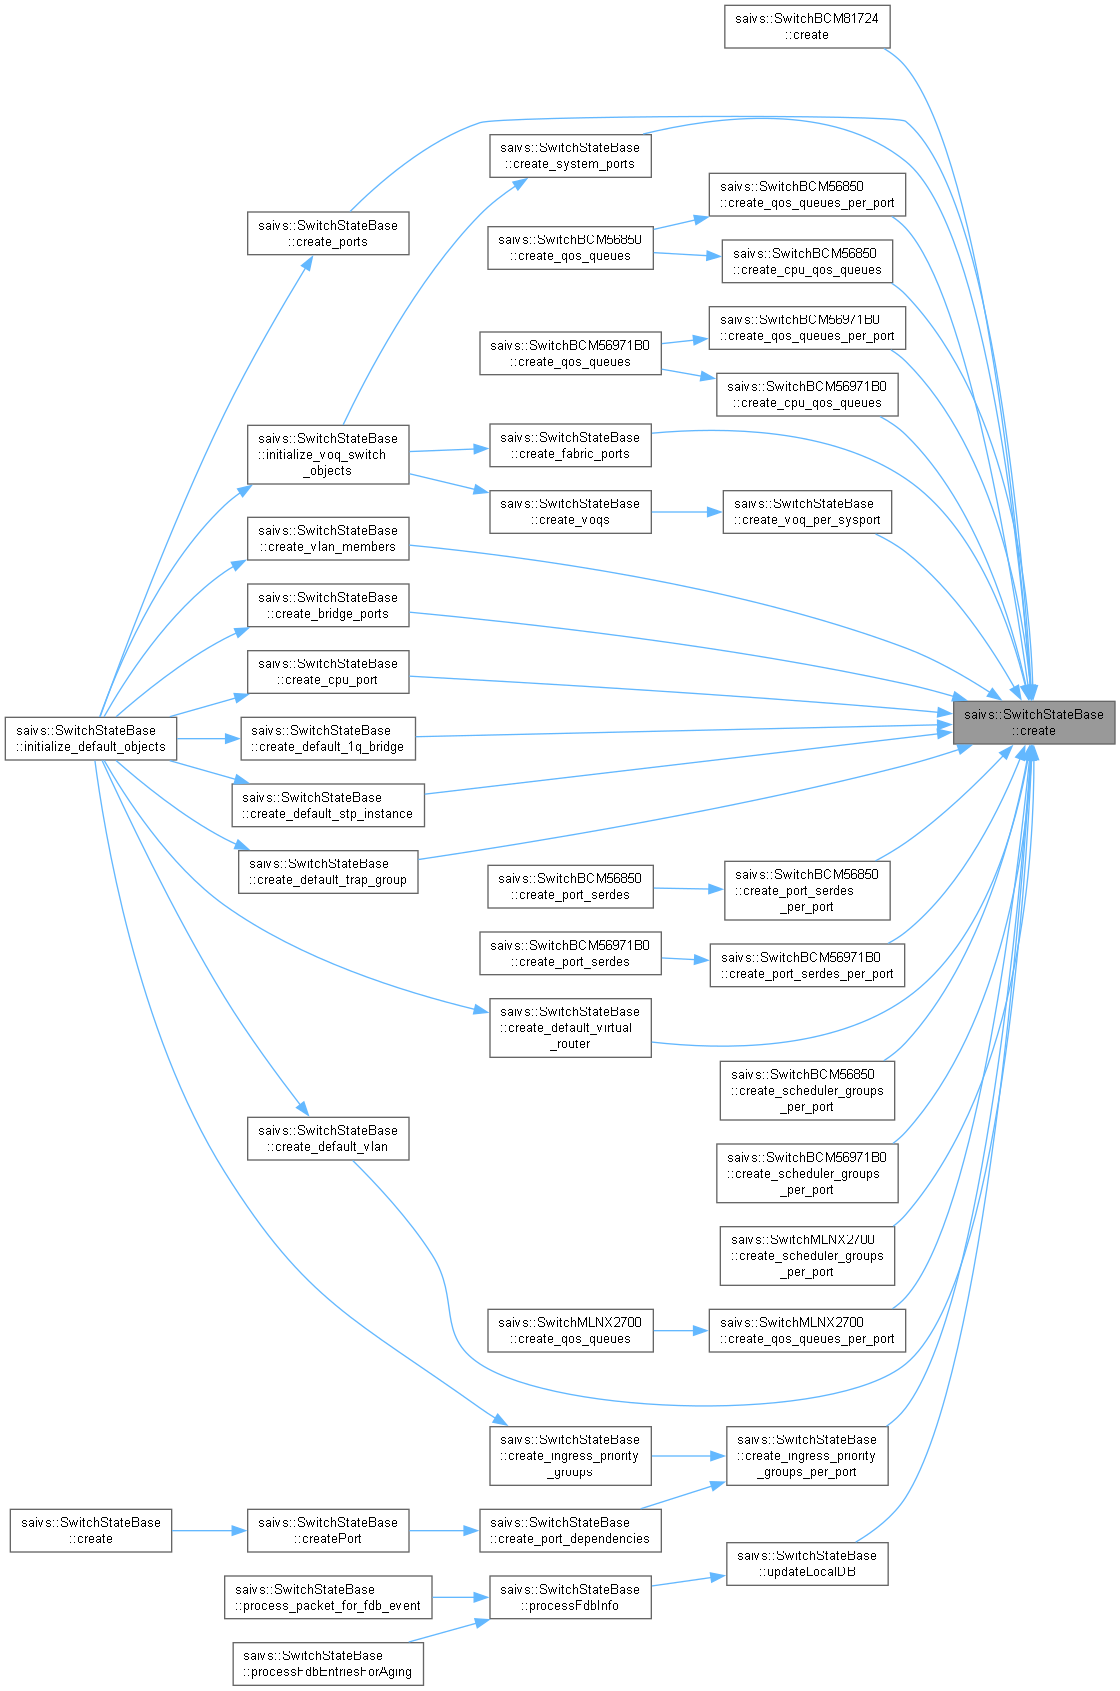 saivs::SwitchBCM81724
::create
saivs::SwitchStateBase
::create_system_ports
saivs::SwitchBCM56850
::create_qos_queues_per_port
saivs::SwitchStateBase
::create_ports
saivs::SwitchBCM56850
::create_qos_queues
saivs::SwitchBCM56850
::create_cpu_qos_queues
saivs::SwitchBCM56971B0
::create_qos_queues_per_port
saivs::SwitchBCM56971B0
::create_qos_queues
saivs::SwitchBCM56971B0
::create_cpu_qos_queues
saivs::SwitchStateBase
::initialize_voq_switch
_objects
saivs::SwitchStateBase
::create_fabric_ports
saivs::SwitchStateBase
::create_voqs
saivs::SwitchStateBase
::create_voq_per_sysport
saivs::SwitchStateBase
::create_vlan_members
saivs::SwitchStateBase
::create_bridge_ports
saivs::SwitchStateBase
::create_cpu_port
saivs::SwitchStateBase
::create
saivs::SwitchStateBase
::initialize_default_objects
saivs::SwitchStateBase
::create_default_1q_bridge
saivs::SwitchStateBase
::create_default_stp_instance
saivs::SwitchStateBase
::create_default_trap_group
saivs::SwitchBCM56850
::create_port_serdes
saivs::SwitchBCM56850
::create_port_serdes
_per_port
saivs::SwitchBCM56971B0
::create_port_serdes
saivs::SwitchBCM56971B0
::create_port_serdes_per_port
saivs::SwitchStateBase
::create_default_virtual
_router
saivs::SwitchBCM56850
::create_scheduler_groups
_per_port
saivs::SwitchStateBase
::create_default_vlan
saivs::SwitchBCM56971B0
::create_scheduler_groups
_per_port
saivs::SwitchMLNX2700
::create_scheduler_groups
_per_port
saivs::SwitchMLNX2700
::create_qos_queues
saivs::SwitchMLNX2700
::create_qos_queues_per_port
saivs::SwitchStateBase
::create_ingress_priority
_groups
saivs::SwitchStateBase
::create_ingress_priority
_groups_per_port
saivs::SwitchStateBase
::create
saivs::SwitchStateBase
::createPort
saivs::SwitchStateBase
::create_port_dependencies
saivs::SwitchStateBase
::updateLocalDB
saivs::SwitchStateBase
::process_packet_for_fdb_event
saivs::SwitchStateBase
::processFdbInfo
saivs::SwitchStateBase
::processFdbEntriesForAging